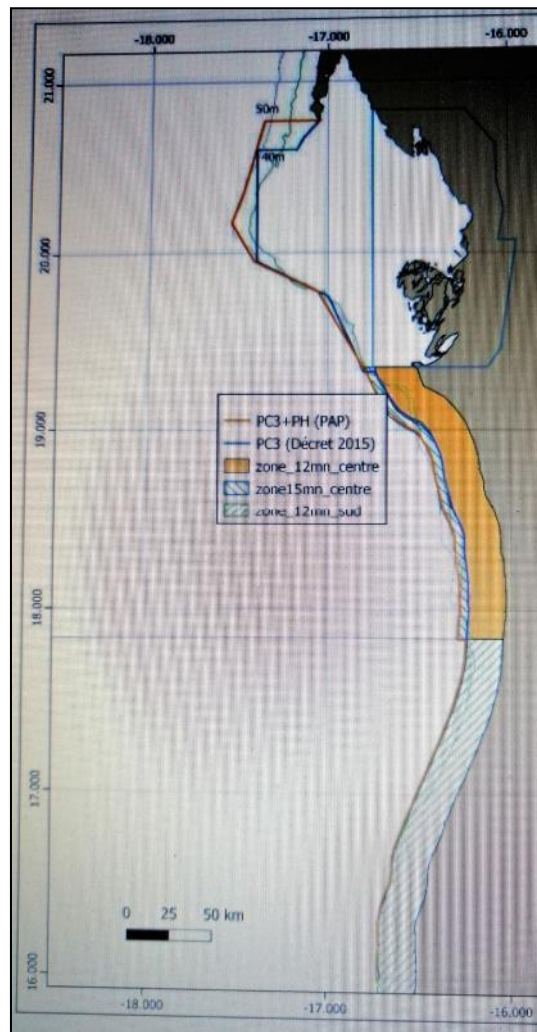 -18.000 -17.000 -16.000
21.000
50m
40m
20.000
19.000
PC3+PH (PAP)
PC3 (Décret 2015)
zone_12mn_centre
zone15mn_centre
zone_12mn_sud
18.000
17.000
0 25 50 km
16.000
-18.000 -17.000 -16.000